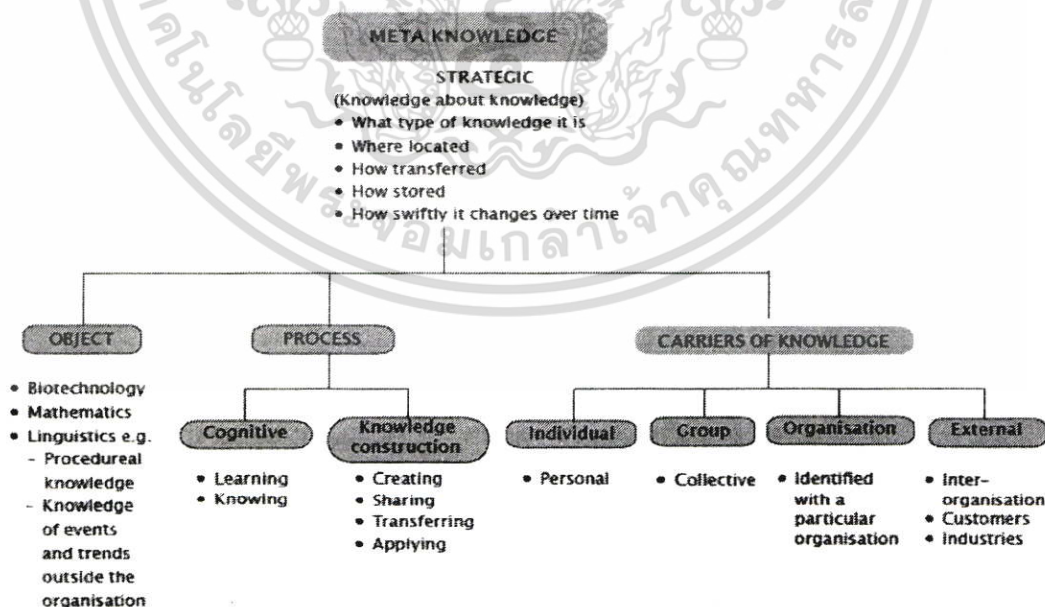 META KNOWLEDGE
STRATEGIC
(Knowledge about knowledge)
• What type of knowledge it is
• Where located
• How transferred
• How stored
• How swiftly it changes over time
OBJECT
• Biotechnology
• Mathematics
• Linguistics e.g.
- Procedureal
knowledge
- Knowledge
of events
and trends
outside the
organisation
PROCESS
Cognitive
• Learning
• Knowing
Knowledge
construction
• Creating
• Sharing
• Transferring
• Applying
CARRIERS OF KNOWLEDGE
Individual
• Personal
Group
• Collective
Organisation
• Identified
with a
particular
organisation
External
• Inter-
organisation
• Customers
• Industries